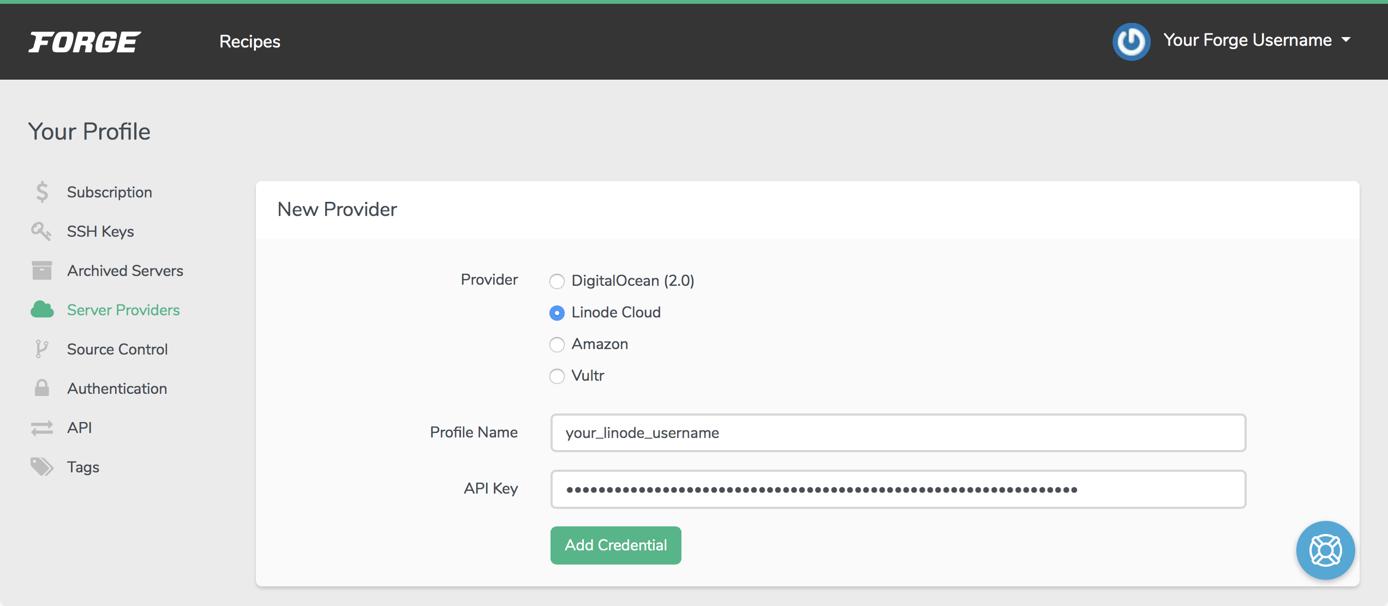 FORGE
Recipes
Your Forge Username
Your Profile
Subscription
SSH Keys
Archived Servers
Server Providers
Source Control
Authentication
API
Tags
New Provider
Provider
DigitalOcean (2.0)
Linode Cloud
Amazon
Vultr
Profile Name
your_linode_username
API Key
Add Credential